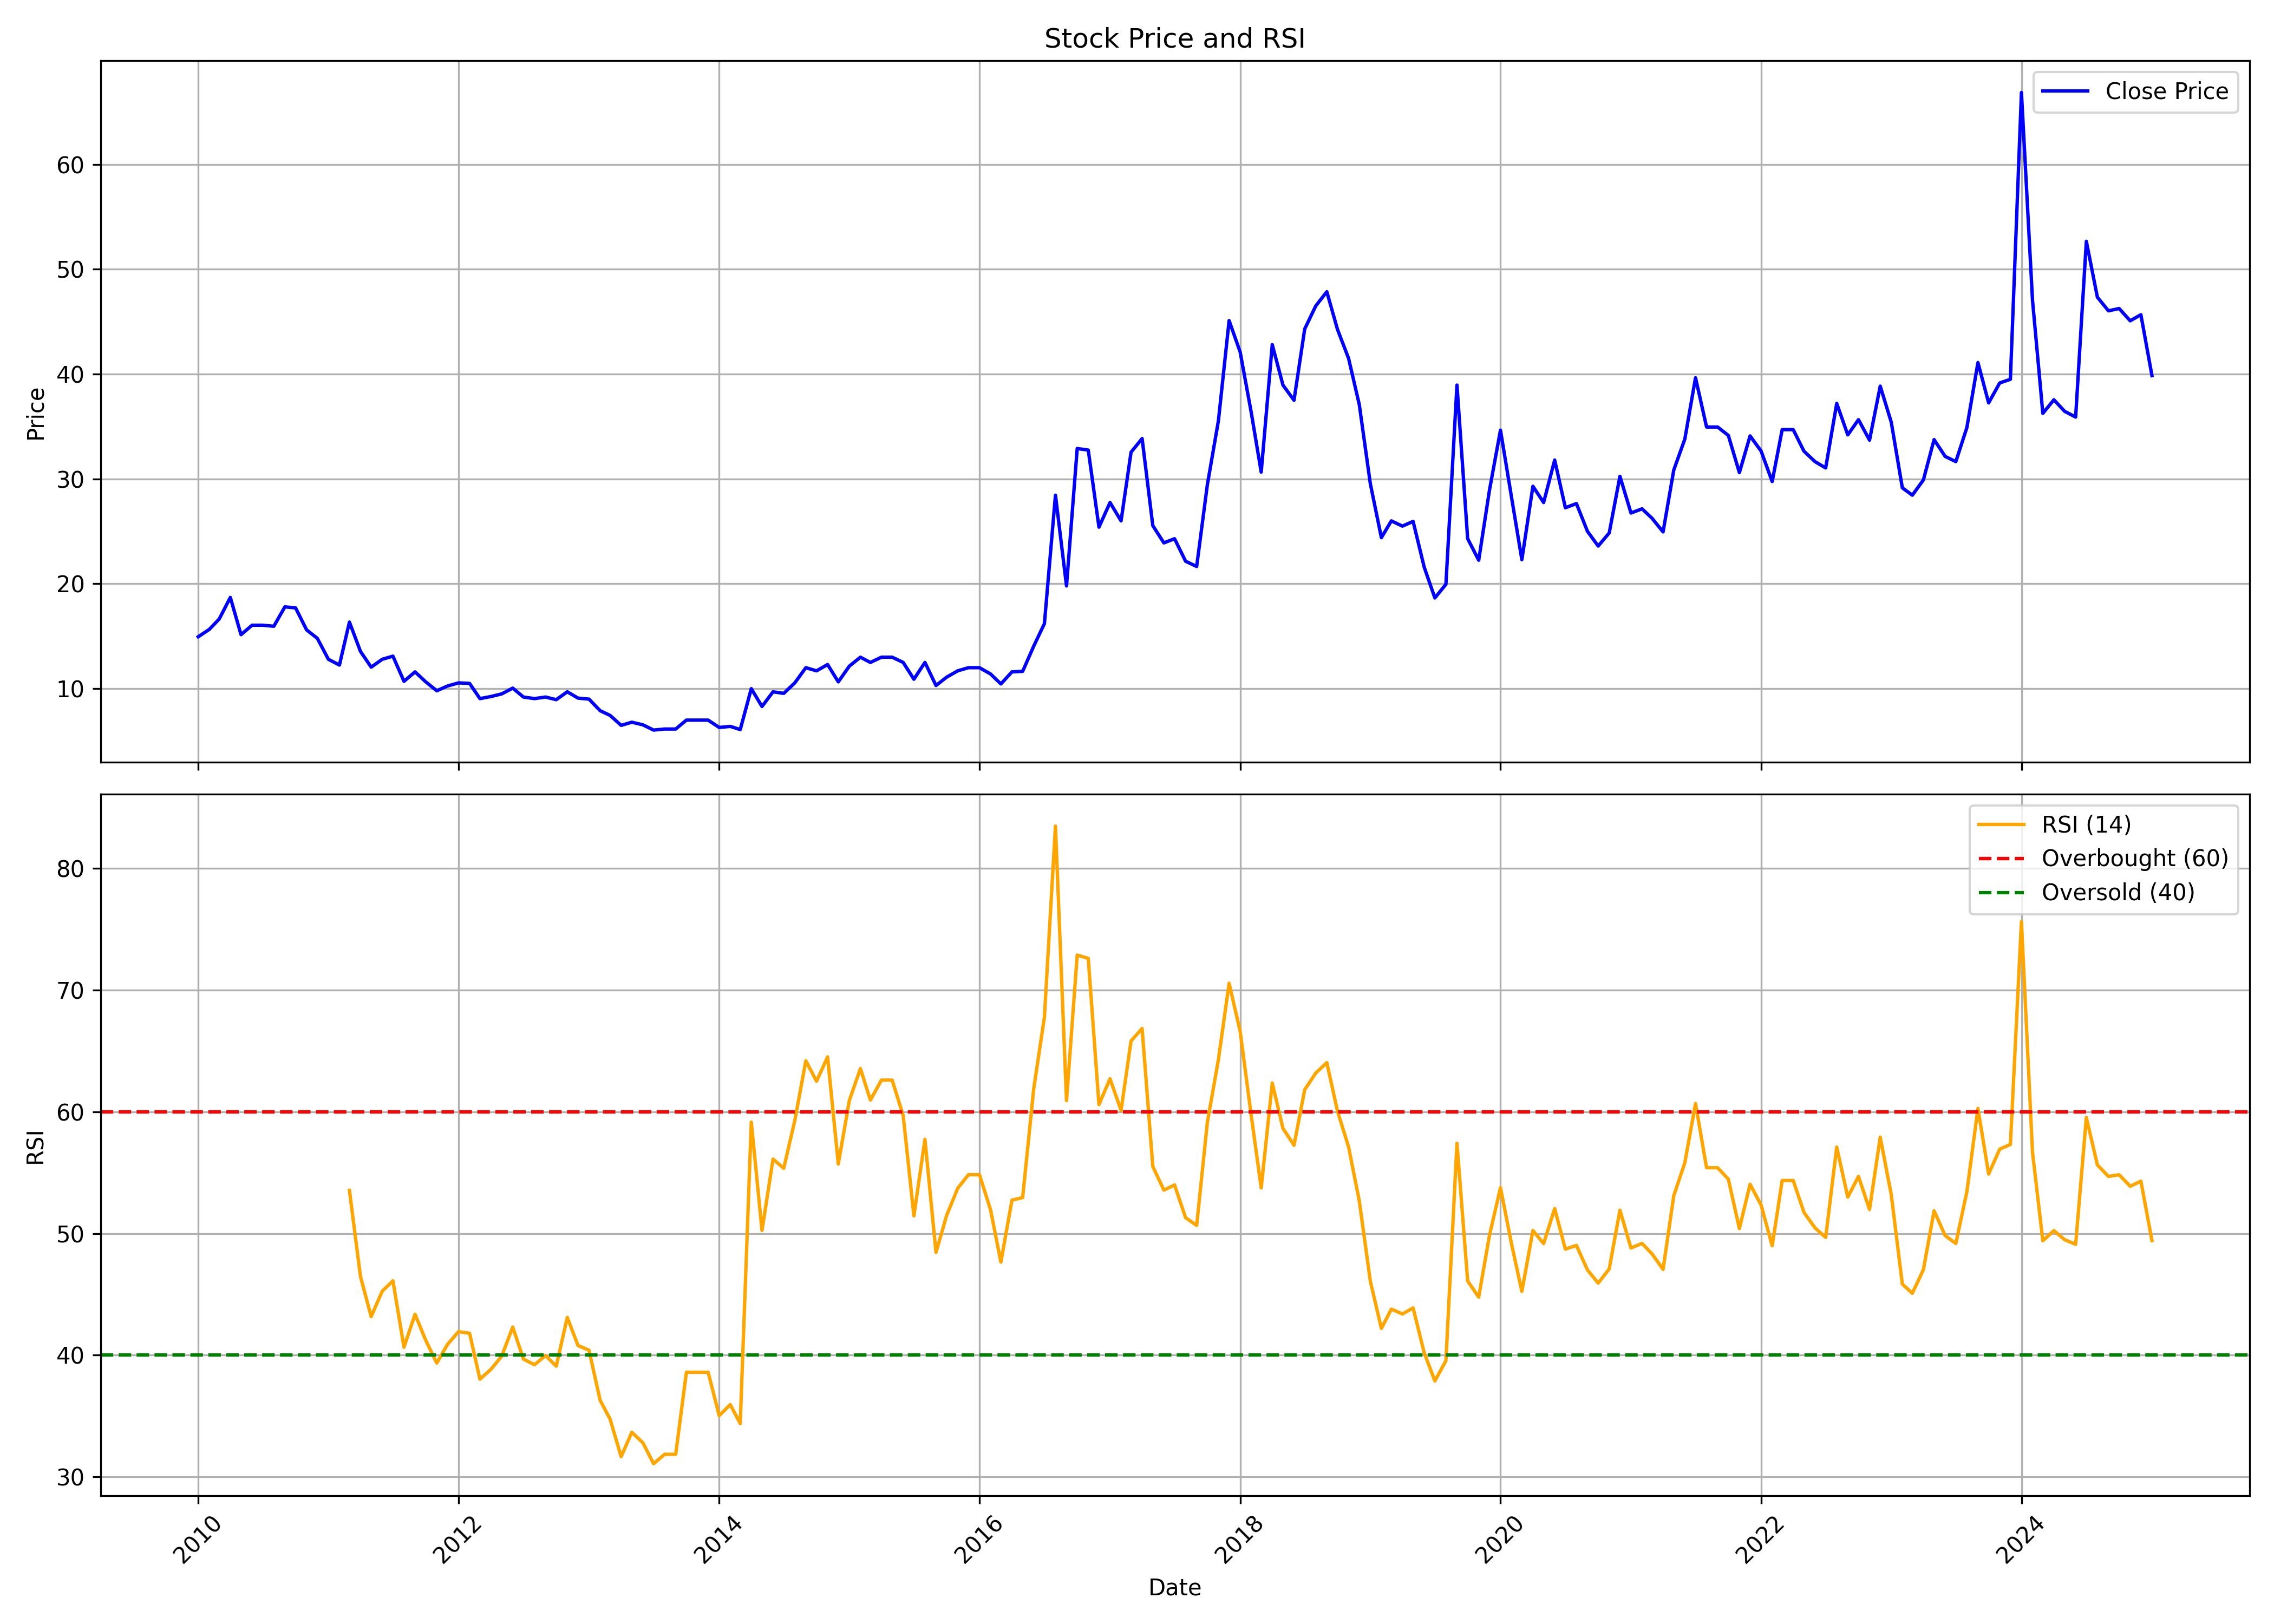 Stock Price and RSI
Close Price
60
50
40
30
20
10
Price
RSI (14)
Overbought (60)
Oversold (40)
80
70
60
50
40
30
RSI
2010
2012
2014
2016
2018
2020
2022
2024
Date